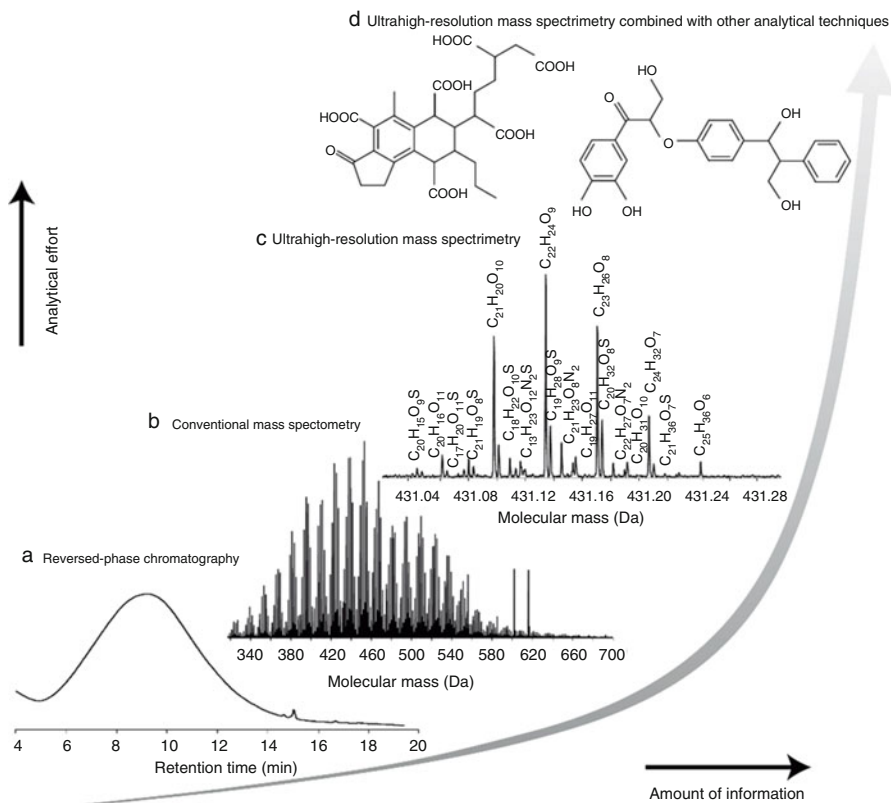 d Ultrahigh-resolution mass spectrimetry combined with other analytical techniques
HOOC
COOH
COOH
HOOC
O
COOH
COOH
HO
O
O
OH
HO
OH
HO
Analytical effort
c Ultrahigh-resolution mass spectrimetry
C20H15O9S
C20H16O11
C17H20O11S
C21H19O8S
C21H20O10
C18H22O10S
C13H23O12N2S
C22H24O9
C19H28O9S
C21H23O8N2
C19H27O11
C23H26O8
C20H32O8S
C22H27O7N2
C20H31O10
C24H32O7
C21H36O7S
C25H36O6
431.04 431.08 431.12 431.16 431.20 431.24 431.28
Molecular mass (Da)
b Conventional mass spectometry
340 380 420 460 500 540 580 620 660 700
Molecular mass (Da)
a Reversed-phase chromatography
4 6 8 10 12 14 16 18 20
Retention time (min)
Amount of information